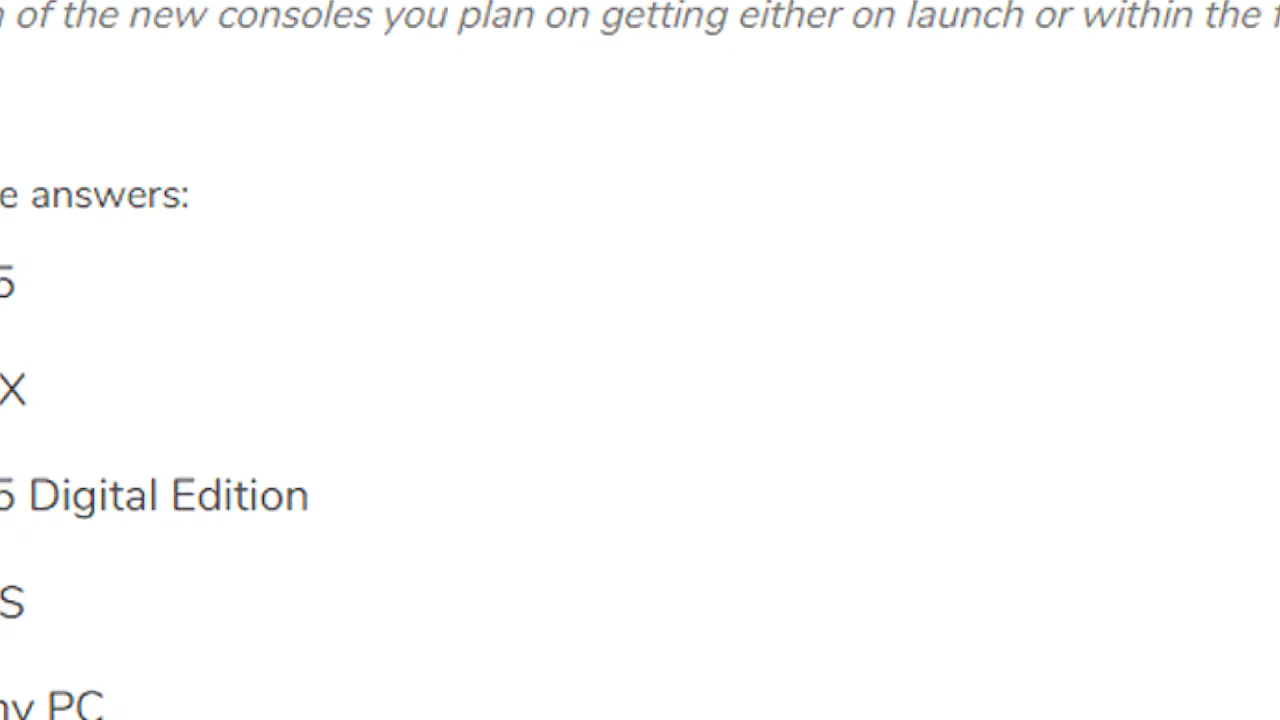 of the new consoles you plan on getting either on launch or within the
answers:
5
X
5 Digital Edition
S
PC